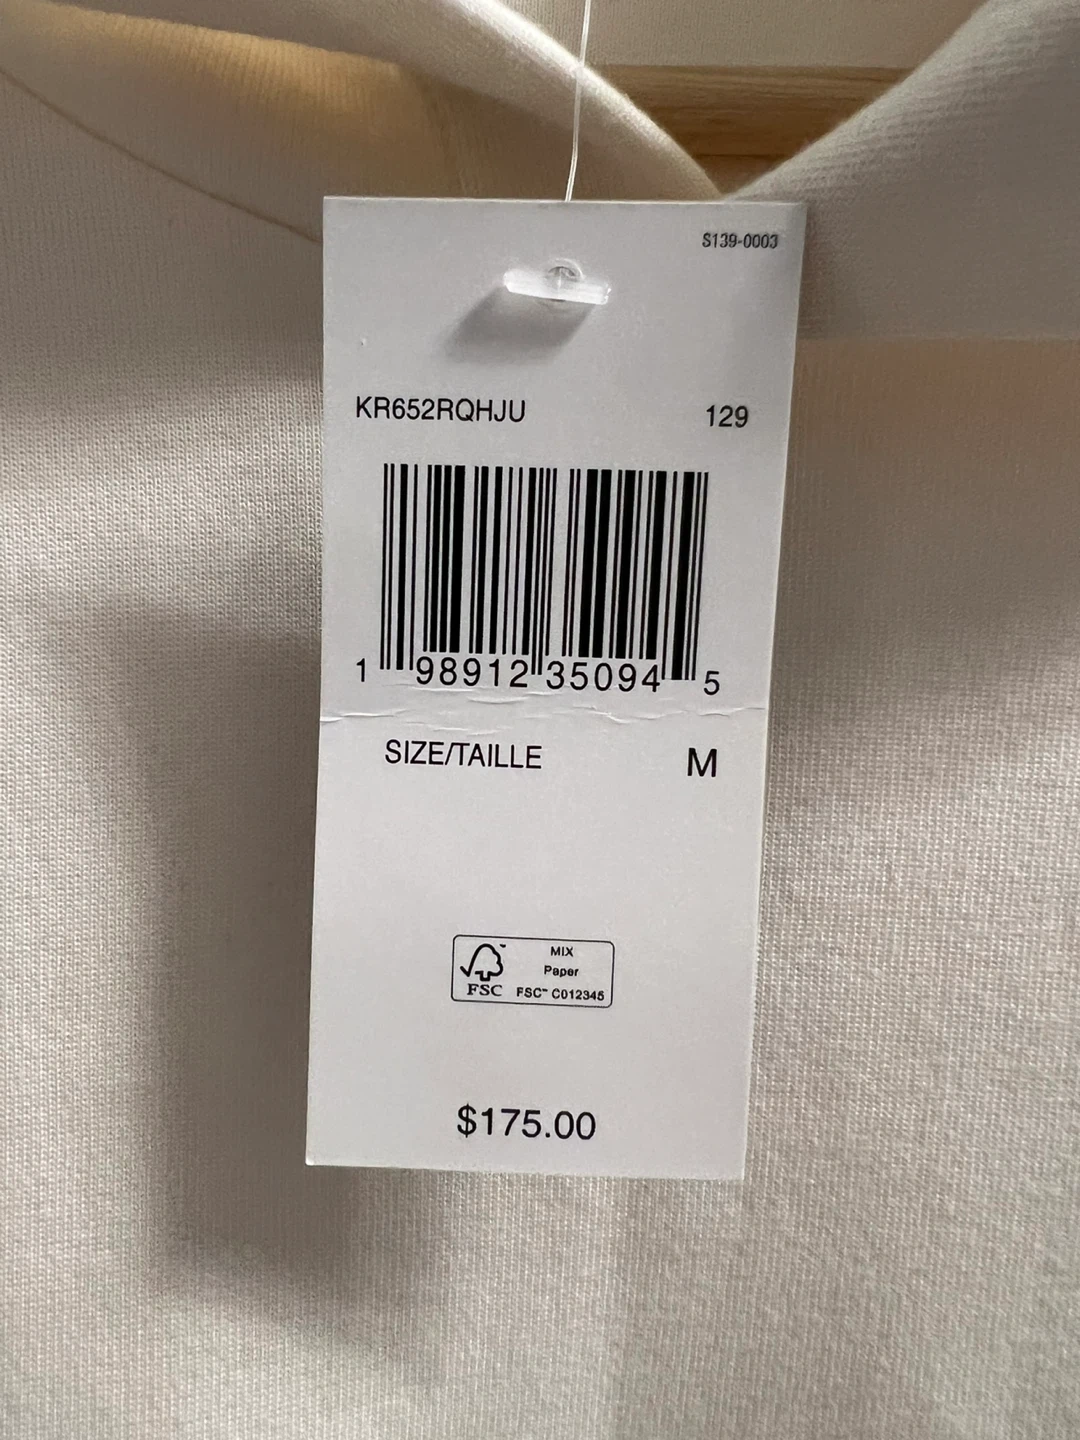 S139-0003
KR652RQHJU 129
1 98912 35094 5
SIZE/TAILLE M
MIX
Paper
FSC FSC™ C012345
$175.00